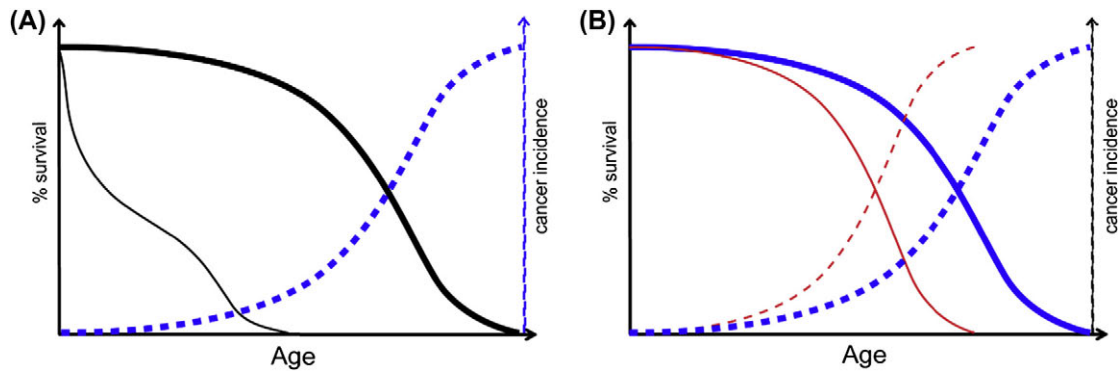 (A)
% survival
cancer incidence
Age
(B)
% survival
cancer incidence
Age